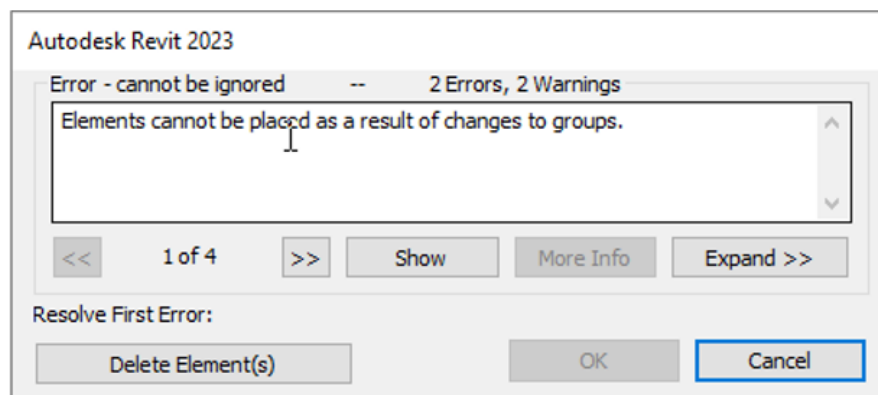 Autodesk Revit 2023
Error - cannot be ignored -- 2 Errors, 2 Warnings
Elements cannot be placed as a result of changes to groups.
<< 1 of 4 >> Show More Info Expand >>
Resolve First Error:
Delete Element(s) OK Cancel